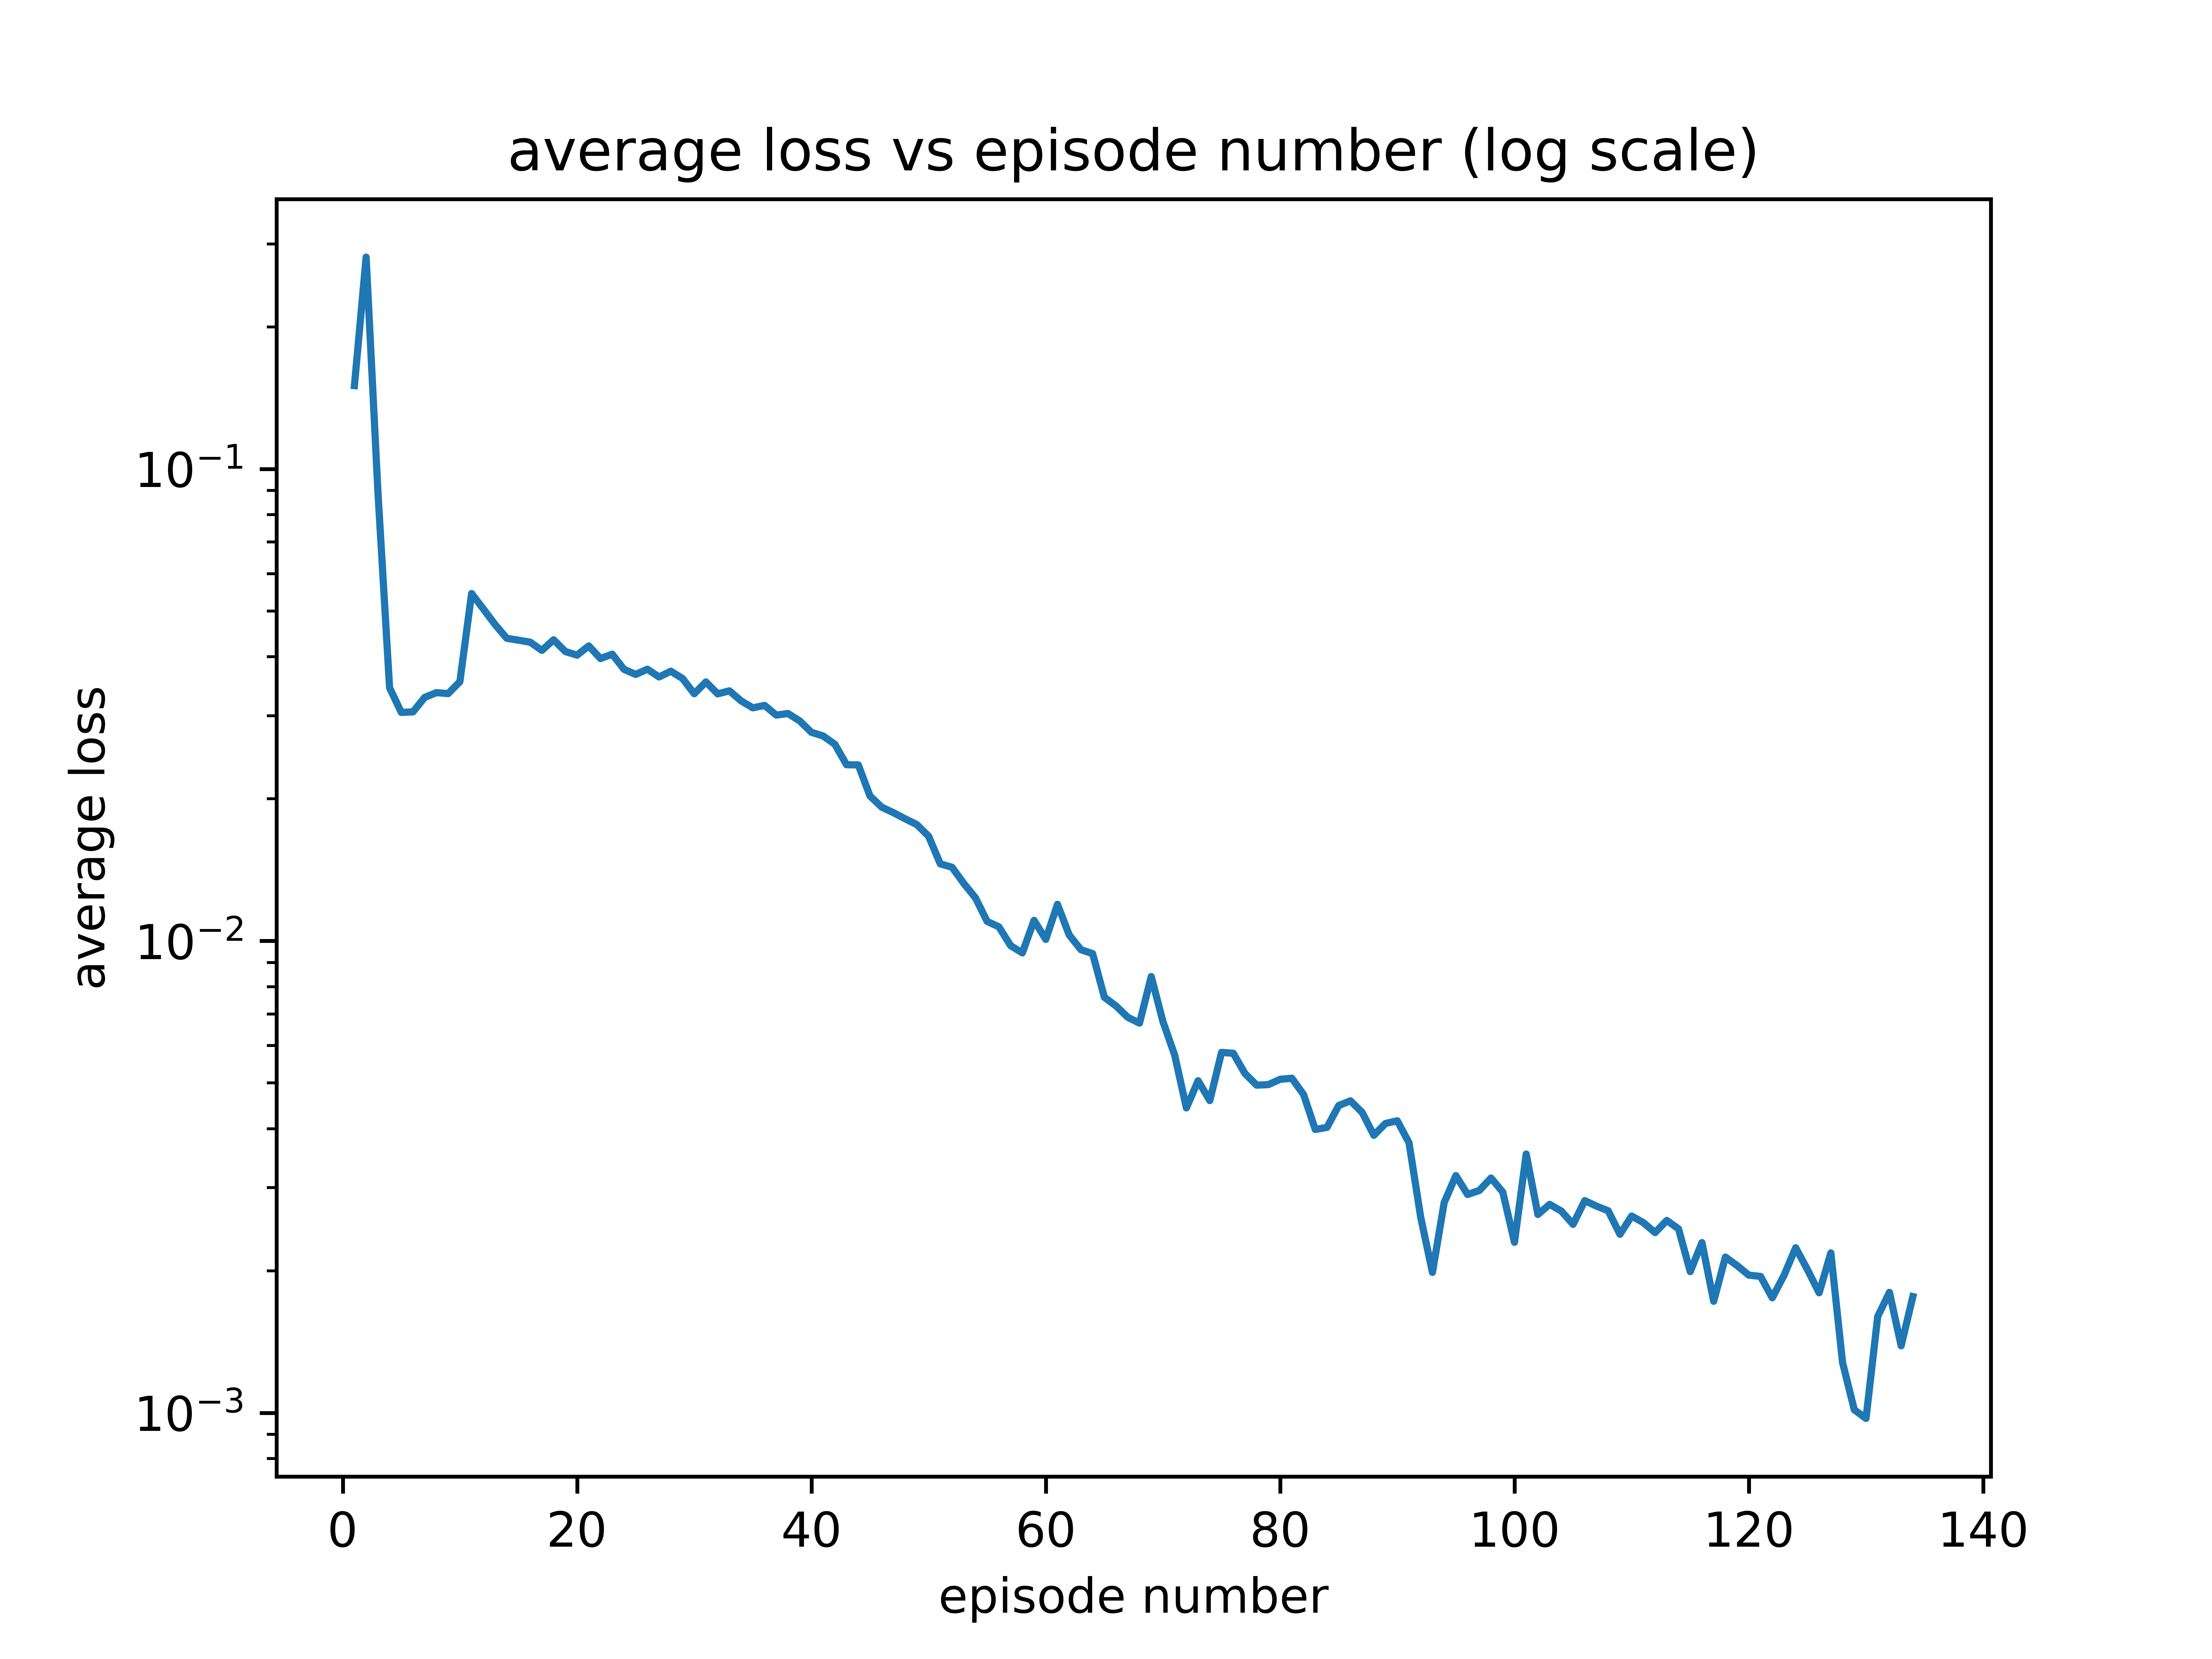 average loss vs episode number (log scale)
average loss
10⁻¹
10⁻²
10⁻³
0 20 40 60 80 100 120 140
episode number